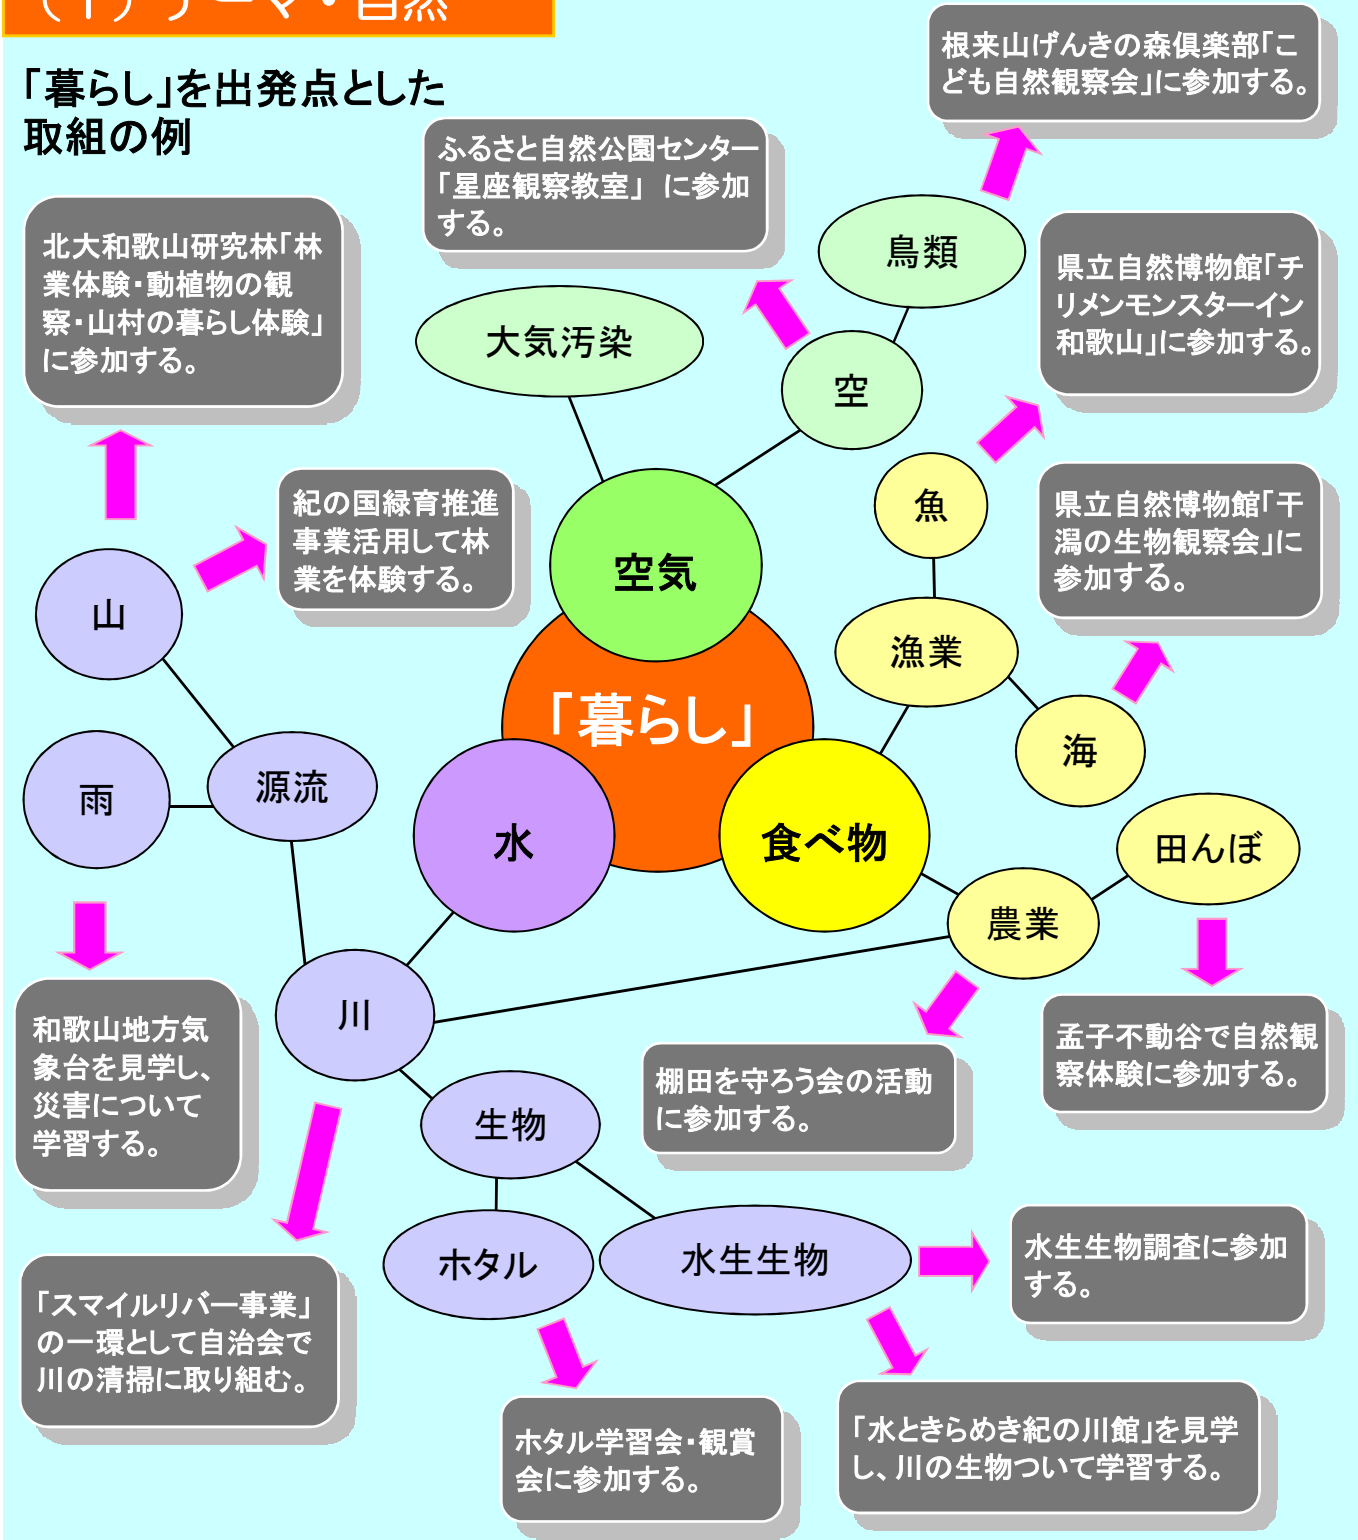 (1)テーマ・自然
「暮らし」を出発点とした
取組の例
根来山げんきの森倶楽部「こ
ども自然観察会」に参加する。
ふるさと自然公園センター
「星座観察教室」 に参加
する。
北大和歌山研究林「林
業体験・動植物の観
察・山村の暮らし体験」
に参加する。
鳥類
県立自然博物館「チ
リメンモンスターイン
和歌山」に参加する。
大気汚染
空
紀の国緑育推進
事業活用して林
業を体験する。
魚
県立自然博物館「干
潟の生物観察会」に
参加する。
空気
山
漁業
「暮らし」
海
雨
源流
水
食べ物
田んぼ
農業
川
和歌山地方気
象台を見学し、
災害について
学習する。
孟子不動谷で自然観
察体験に参加する。
棚田を守ろう会の活動
に参加する。
生物
ホタル
水生生物
水生生物調査に参加
する。
「スマイルリバー事業」
の一環として自治会で
川の清掃に取り組む。
ホタル学習会・観賞
会に参加する。
「水ときらめき紀の川館」を見学
し、川の生物ついて学習する。